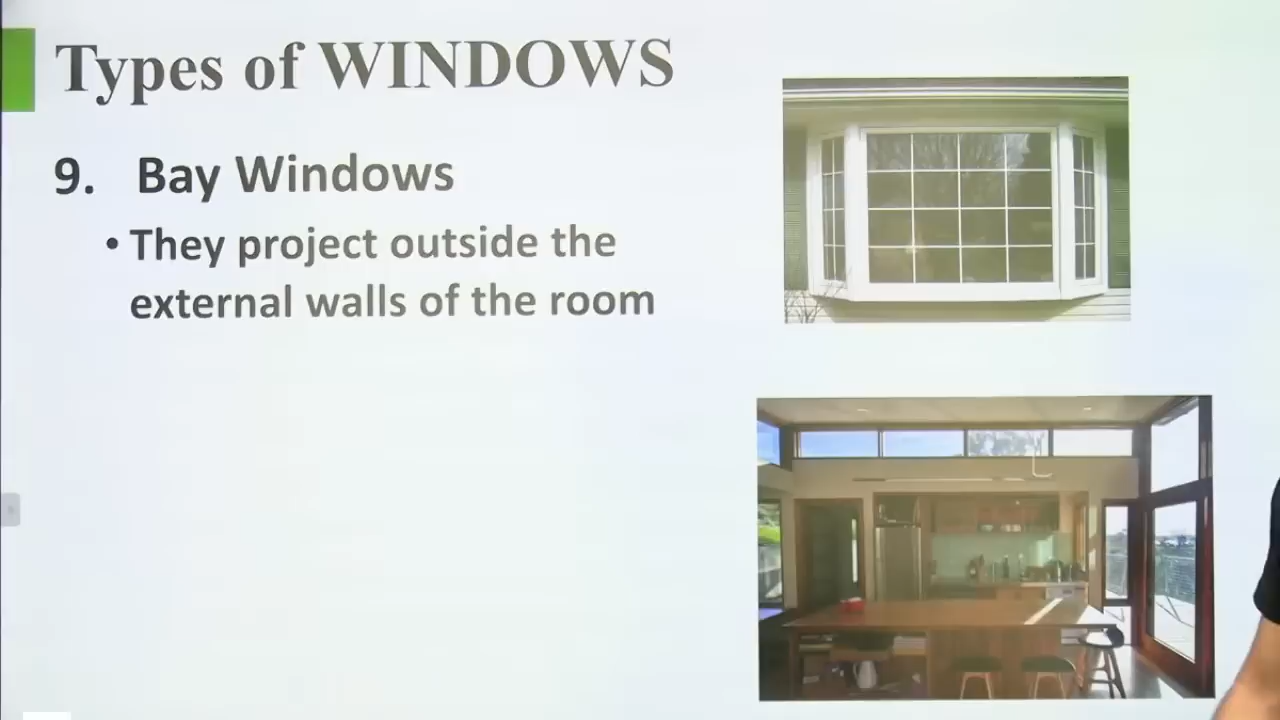 Types of WINDOWS
9. Bay Windows
• They project outside the
external walls of the room